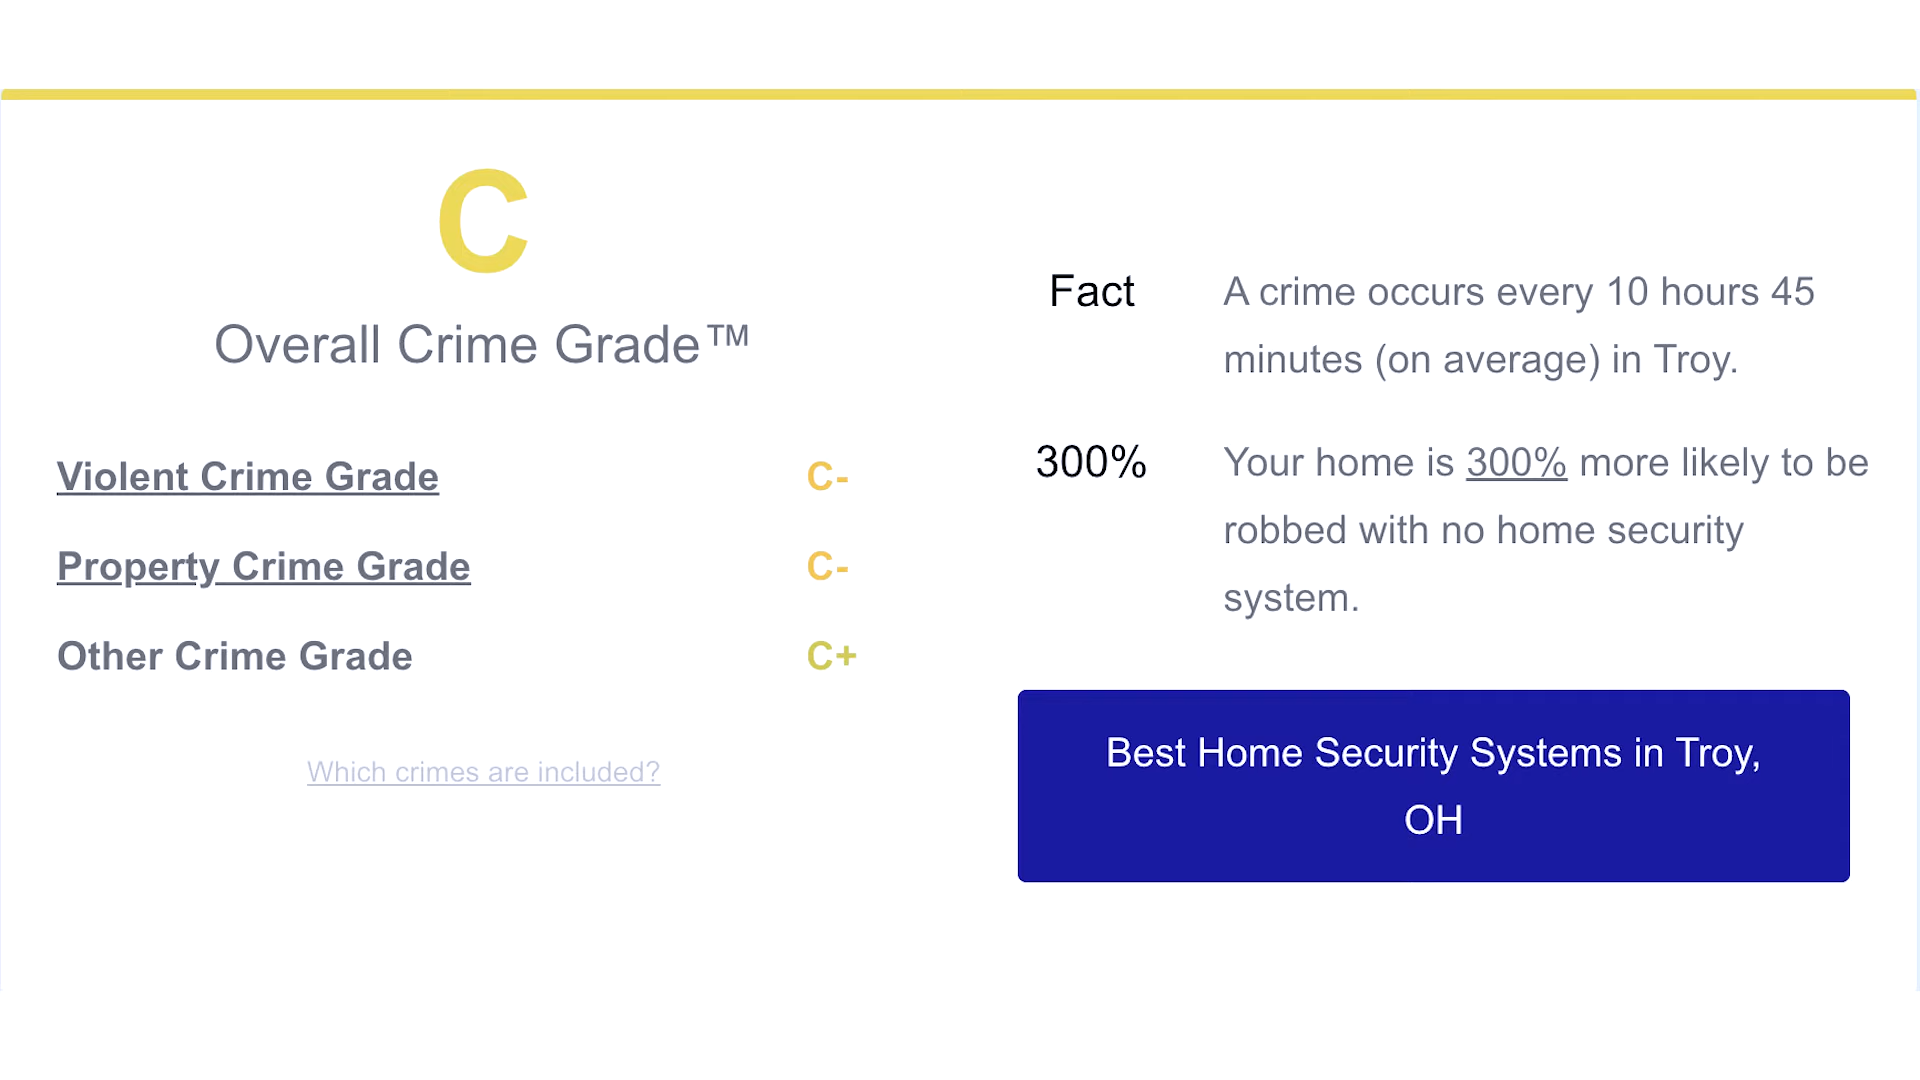 C
Overall Crime Grade™
Violent Crime Grade C-
Property Crime Grade C-
Other Crime Grade C+
Which crimes are included?
Fact A crime occurs every 10 hours 45
minutes (on average) in Troy.
300% Your home is 300% more likely to be
robbed with no home security
system.
Best Home Security Systems in Troy,
OH